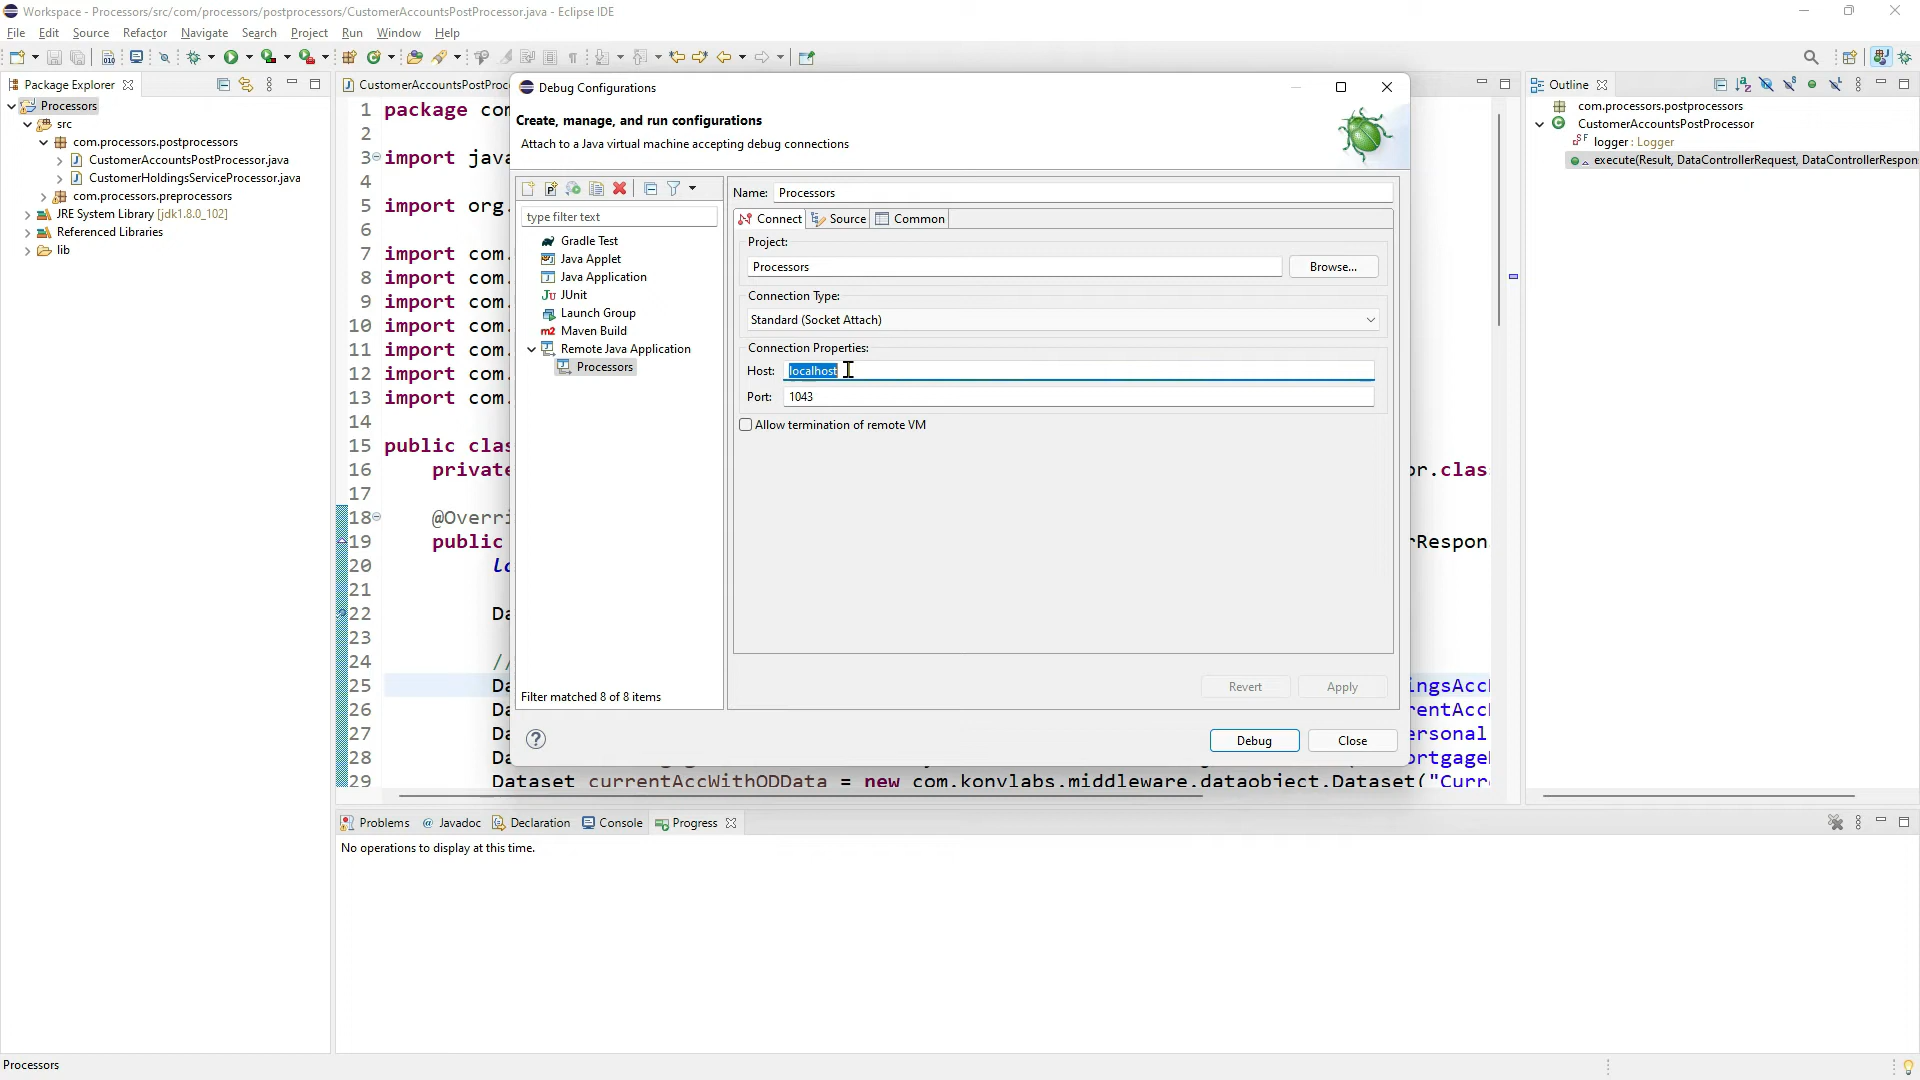 Workspace - Processors/src/com/processors/postprocessors/CustomerAccountsPostProcessor.java - Eclipse IDE
File Edit Source Refactor Navigate Search Project Run Window Help
Package Explorer
Processors
src
com.processors.postprocessors
CustomerAccountsPostProcessor.java
CustomerHoldingsServiceProcessor.java
com.processors.preprocessors
JRE System Library [jdk1.8.0_102]
Referenced Libraries
lib
CustomerAccountsPostProc
1 package con
2
3 import java
4
5 import org.
6
7 import com.
8 import com.
9 import com.
10 import com.
11 import com.
12 import com.
13 import com.
14
15 public clas
16 private or.clas
17
18 @Overri
19 public rRespon
20 lo
21
22 Da
23
24 //
25 Da ingsAcc
26 Da rentAcc
27 Da ersonal
28 Da ortgage
29 Dataset currentAccWithODData = new com.konylabs.middleware.dataobject.Dataset("Curr
Debug Configurations
Create, manage, and run configurations
Attach to a Java virtual machine accepting debug connections
type filter text
Gradle Test
Java Applet
Java Application
JUnit
Launch Group
Maven Build
Remote Java Application
Processors
Filter matched 8 of 8 items
Name: Processors
Connect Source Common
Project:
Processors Browse...
Connection Type:
Standard (Socket Attach)
Connection Properties:
Host: localhost
Port: 1043
Allow termination of remote VM
Revert Apply
Debug Close
Outline
com.processors.postprocessors
CustomerAccountsPostProcessor
logger : Logger
execute(Result, DataControllerRequest, DataControllerRespon
Problems Javadoc Declaration Console Progress
No operations to display at this time.
Processors